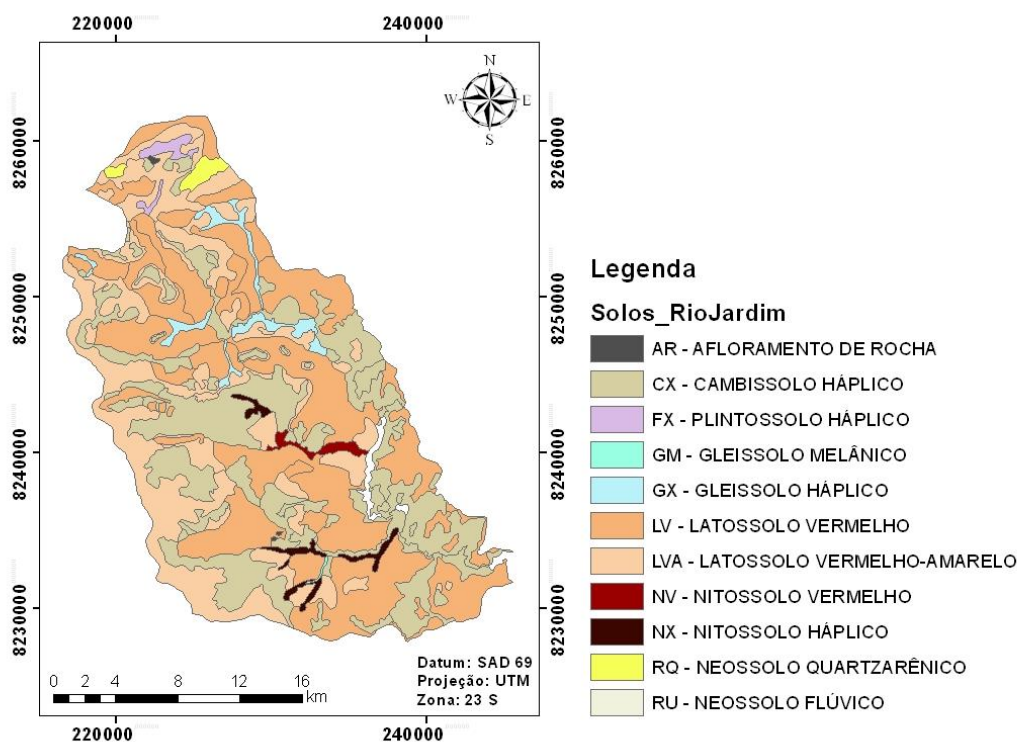 220000 240000
N
W E
S
8260000 8260000
8250000 8250000
8240000 8240000
8230000 8230000
Datum: SAD 69
Projeção: UTM
Zona: 23 S
0 2 4 8 12 16
km
220000 240000
Legenda
Solos_RioJardim
AR - AFLORAMENTO DE ROCHA
CX - CAMBISSOLO HÁPLICO
FX - PLINTOSSOLO HÁPLICO
GM - GLEISSOLO MELÂNICO
GX - GLEISSOLO HÁPLICO
LV - LATOSSOLO VERMELHO
LVA - LATOSSOLO VERMELHO-AMARELO
NV - NITOSSOLO VERMELHO
NX - NITOSSOLO HÁPLICO
RQ - NEOSSOLO QUARTZARÊNICO
RU - NEOSSOLO FLÚVICO